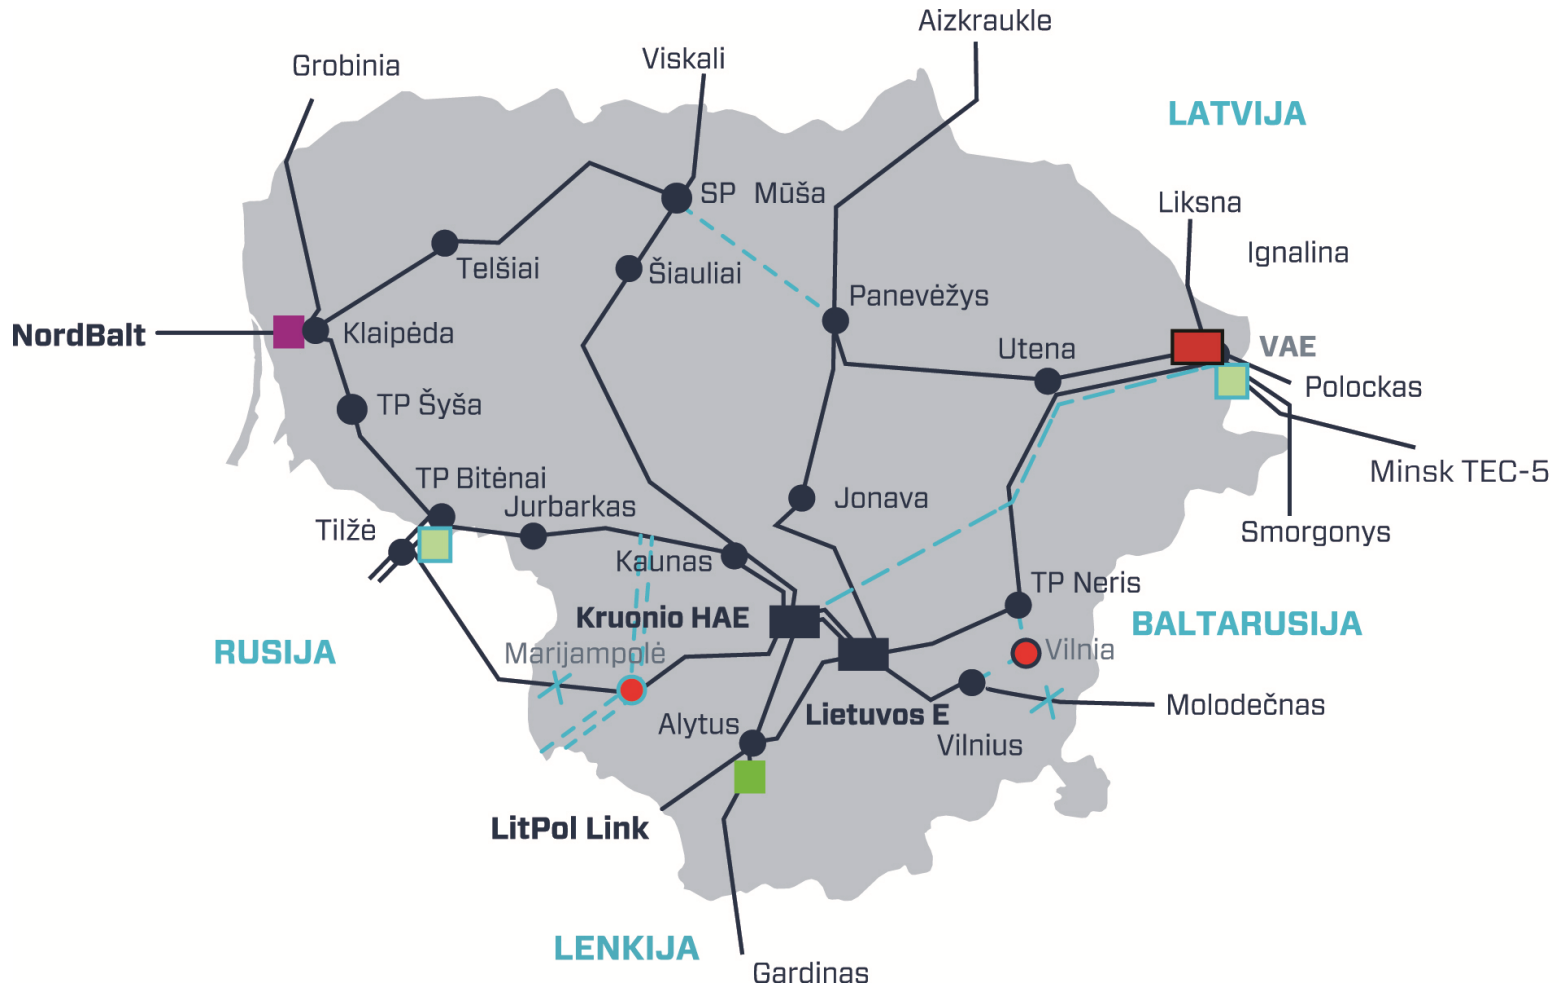 Aizkraukle
Viskali
Grobinia
LATVIJA
SP Mūša
Liksna
Ignalina
Telšiai
Šiauliai
Panevėžys
NordBalt
Klaipėda
Utena
VAE
Polockas
TP Šyša
Minsk TEC-5
TP Bitėnai
Jurbarkas
Jonava
Tilžė
Smorgonys
Kaunas
TP Neris
Kruonio HAE
BALTARUSIJA
RUSIJA
Marijampolė
Vilnia
Molodečnas
Alytus
Lietuvos E
Vilnius
LitPol Link
LENKIJA
Gardinas